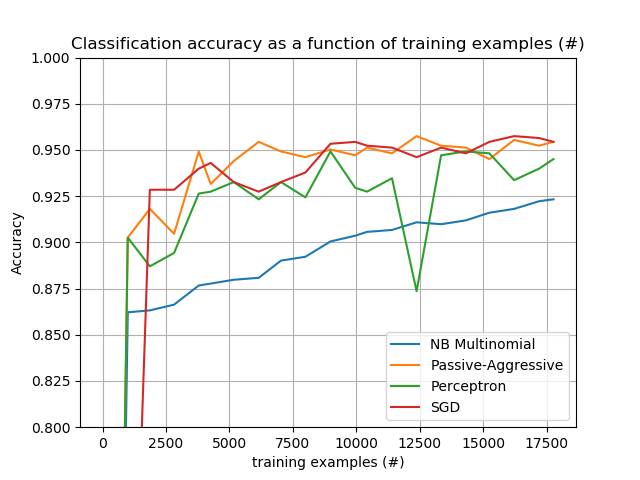 Classification accuracy as a function of training examples (#)
1.000
0.975
0.950
0.925
0.900
0.875
0.850
0.825
0.800
Accuracy
NB Multinomial
Passive-Aggressive
Perceptron
SGD
0 2500 5000 7500 10000 12500 15000 17500
training examples (#)